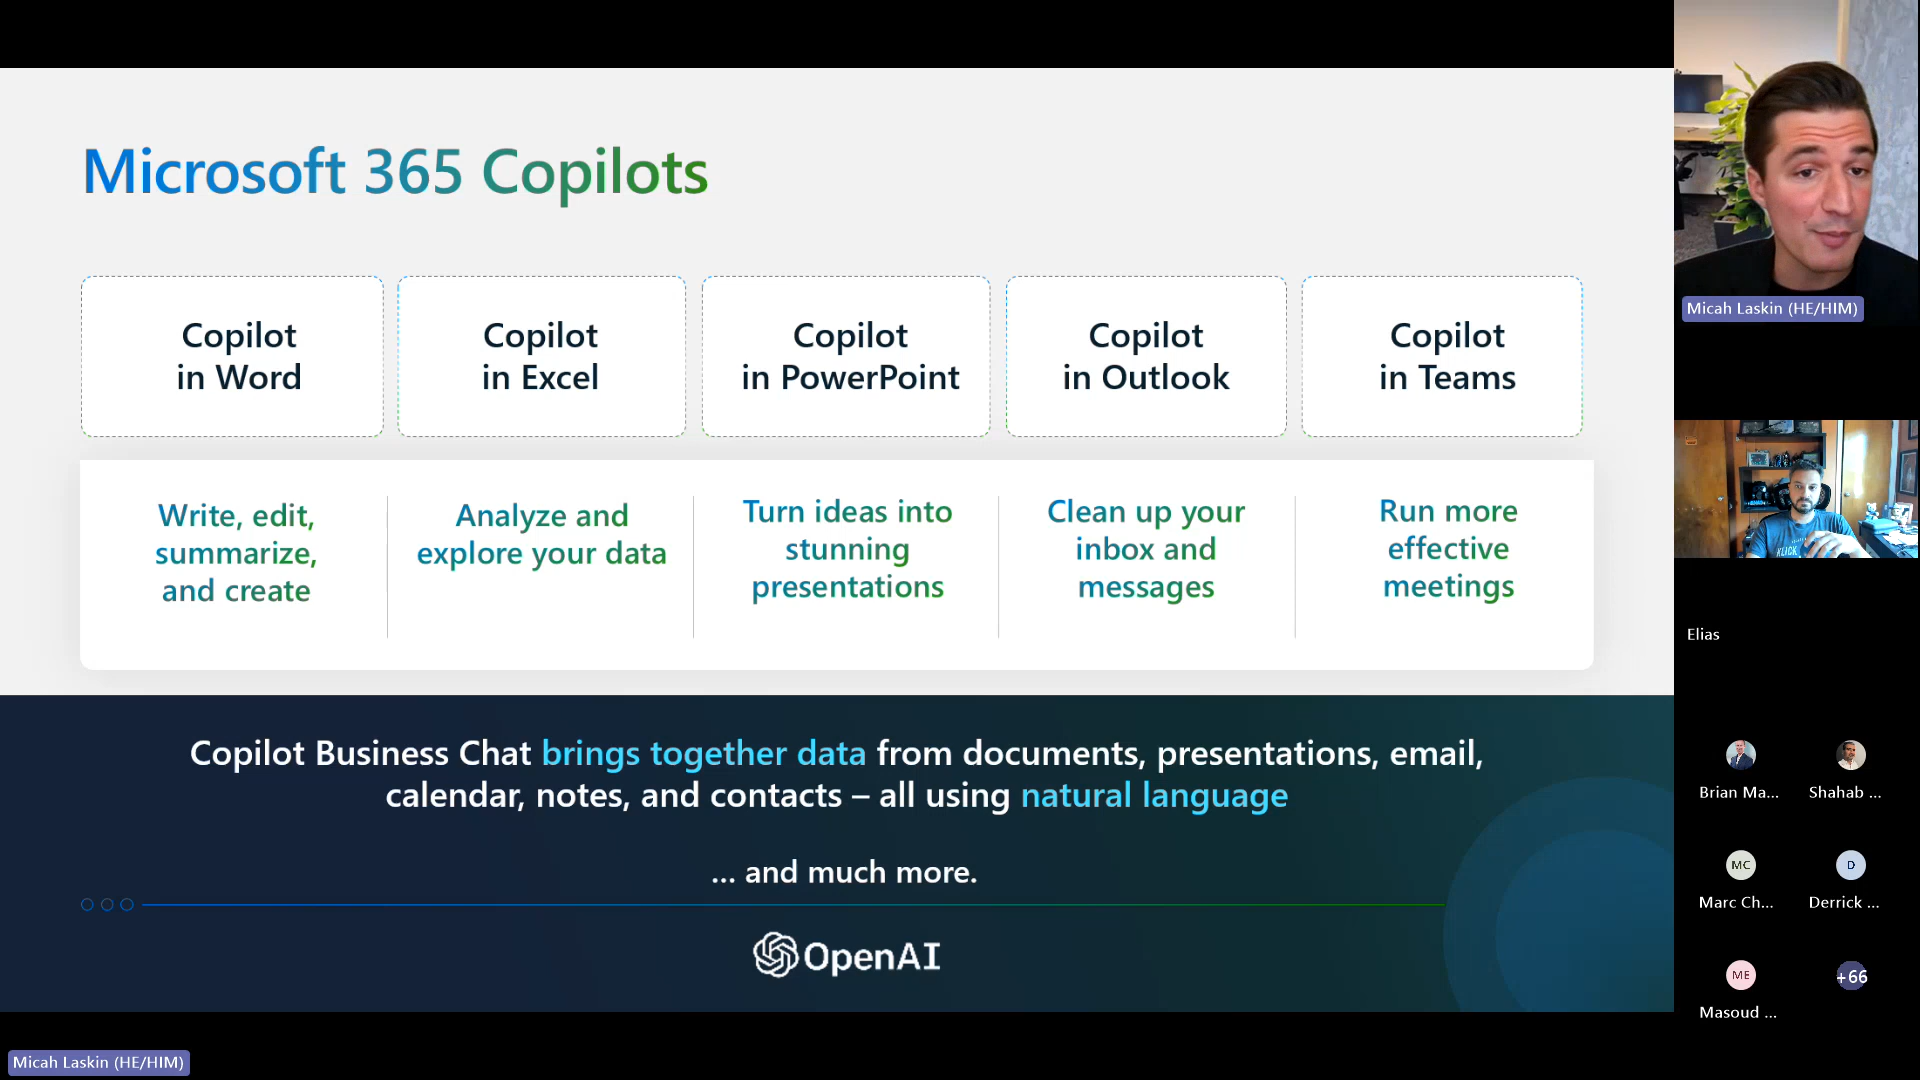 Microsoft 365 Copilots
Copilot
in Word
Copilot
in Excel
Copilot
in PowerPoint
Copilot
in Outlook
Copilot
in Teams
Write, edit,
summarize,
and create
Analyze and
explore your data
Turn ideas into
stunning
presentations
Clean up your
inbox and
messages
Run more
effective
meetings
Copilot Business Chat brings together data from documents, presentations, email,
calendar, notes, and contacts – all using natural language
... and much more.
OpenAI
Micah Laskin (HE/HIM)
Micah Laskin (HE/HIM)
KLICK
Elias
Brian Ma...
Shahab ...
MC
Marc Ch...
D
Derrick ...
ME
Masoud ...
+66